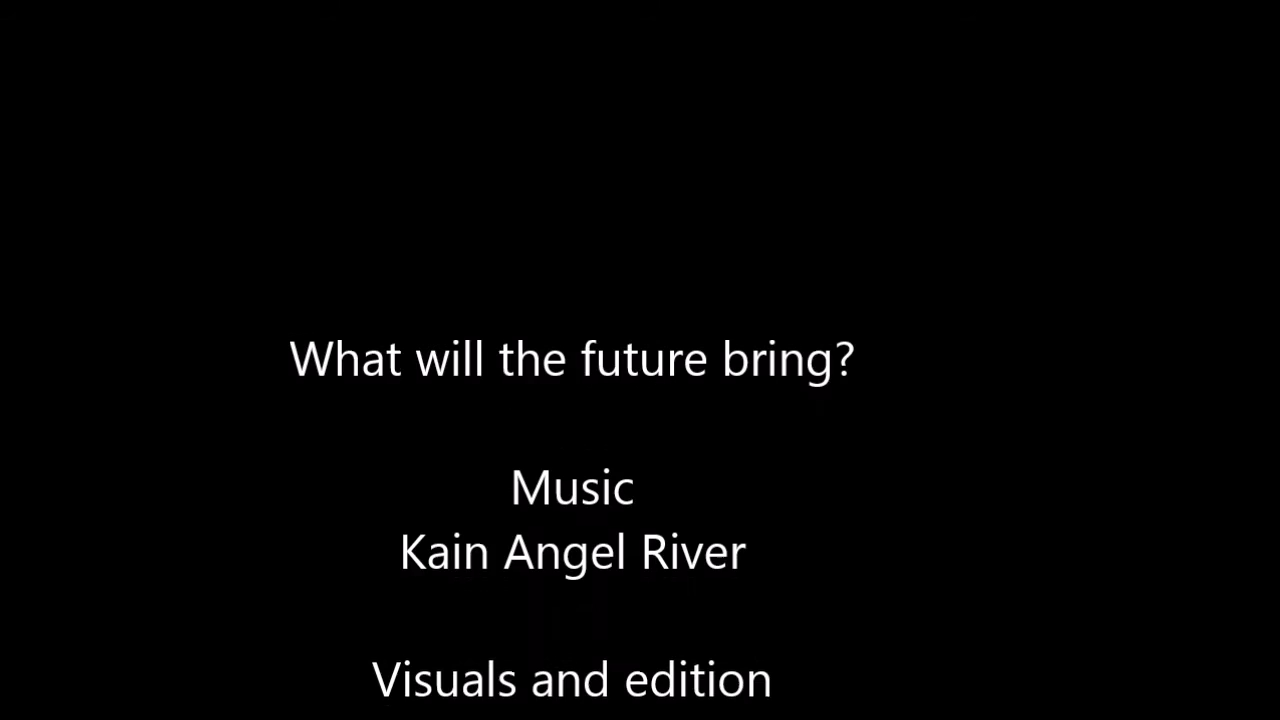 What will the future bring?
Music
Kain Angel River
Visuals and edition